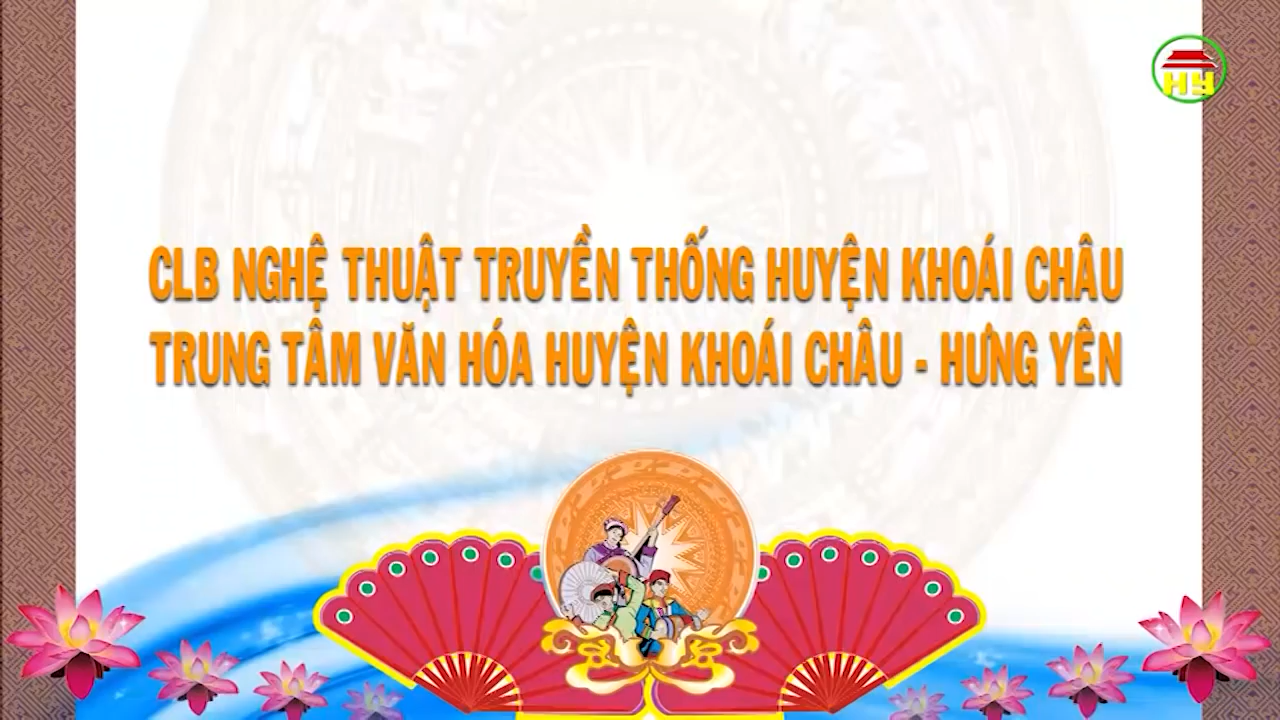 HY
CLB NGHỆ THUẬT TRUYỀN THỐNG HUYỆN KHOÁI CHÂU
TRUNG TÂM VĂN HÓA HUYỆN KHOÁI CHÂU - HƯNG YÊN